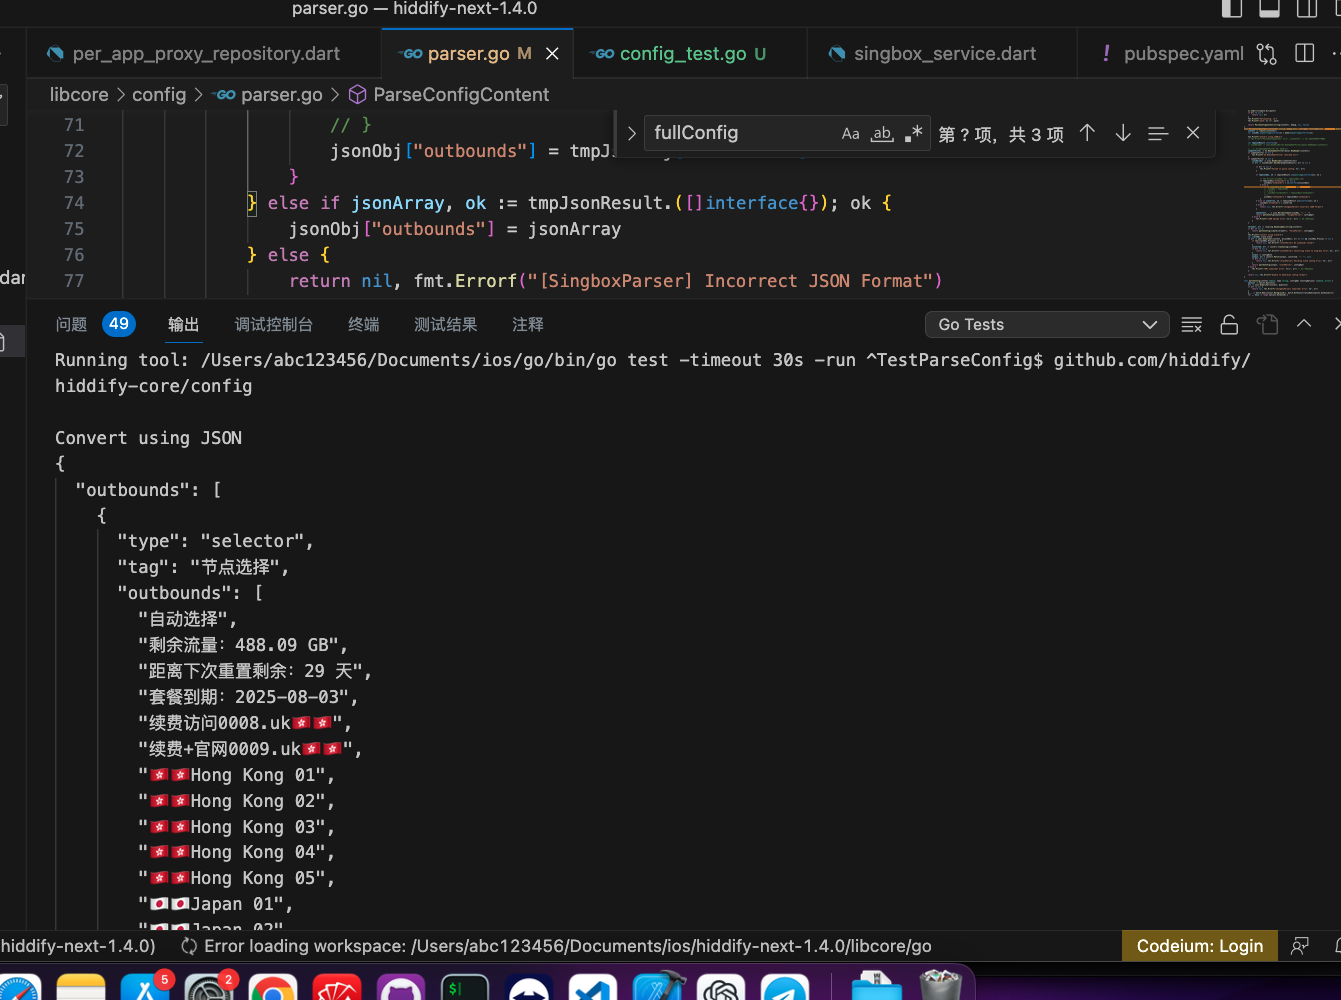 parser.go — hiddify-next-1.4.0
per_app_proxy_repository.dart
parser.go M
config_test.go U
singbox_service.dart
! pubspec.yaml
libcore > config > parser.go > ParseConfigContent
fullConfig
Aa ab
第 ? 项，共 3 项
71 // }
72 jsonObj["outbounds"] =
73 }
74 } else if jsonArray, ok := tmpJsonResult.([]interface{}); ok {
75 jsonObj["outbounds"] = jsonArray
76 } else {
77 return nil, fmt.Errorf("[SingboxParser] Incorrect JSON Format")
dar
问题 49 输出 调试控制台 终端 测试结果 注释
Go Tests
Running tool: /Users/abc123456/Documents/ios/go/bin/go test -timeout 30s -run ^TestParseConfig$ github.com/hiddify/
hiddify-core/config
Convert using JSON
{
"outbounds": [
{
"type": "selector",
"tag": "节点选择",
"outbounds": [
"自动选择",
"剩余流量：488.09 GB",
"距离下次重置剩余：29 天",
"套餐到期：2025-08-03",
"续费访问0008.uk🇭🇰🇭🇰",
"续费+官网0009.uk🇭🇰🇭🇰",
"🇭🇰🇭🇰Hong Kong 01",
"🇭🇰🇭🇰Hong Kong 02",
"🇭🇰🇭🇰Hong Kong 03",
"🇭🇰🇭🇰Hong Kong 04",
"🇭🇰🇭🇰Hong Kong 05",
"🇯🇵🇯🇵Japan 01",
"🇯🇵🇯🇵Japan 02"
hiddify-next-1.4.0)
Error loading workspace: /Users/abc123456/Documents/ios/hiddify-next-1.4.0/libcore/go
Codeium: Login
5
2
$